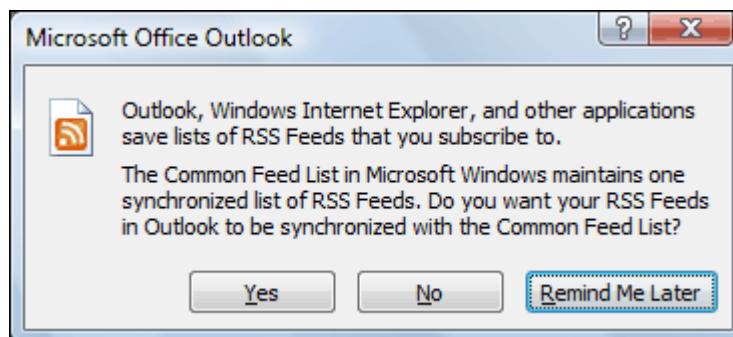 Microsoft Office Outlook
Outlook, Windows Internet Explorer, and other applications
save lists of RSS Feeds that you subscribe to.
The Common Feed List in Microsoft Windows maintains one
synchronized list of RSS Feeds. Do you want your RSS Feeds
in Outlook to be synchronized with the Common Feed List?
Yes No Remind Me Later